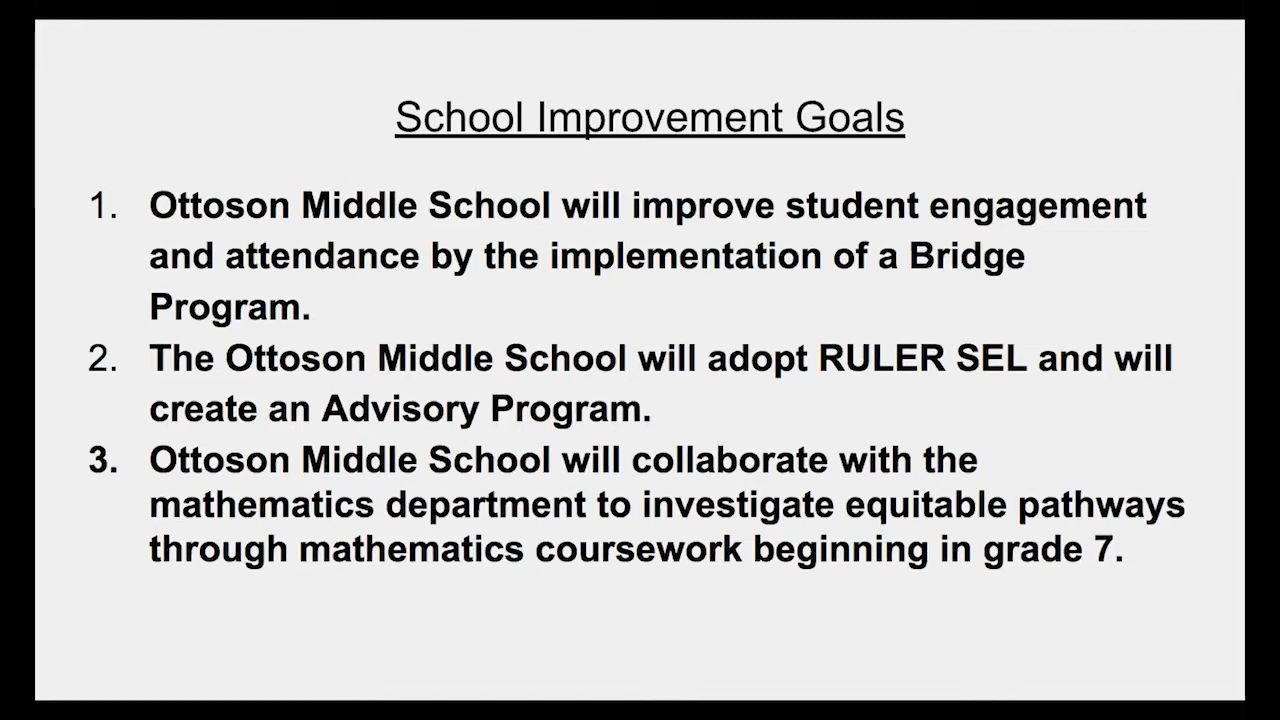 School Improvement Goals
1. Ottoson Middle School will improve student engagement
and attendance by the implementation of a Bridge
Program.
2. The Ottoson Middle School will adopt RULER SEL and will
create an Advisory Program.
3. Ottoson Middle School will collaborate with the
mathematics department to investigate equitable pathways
through mathematics coursework beginning in grade 7.